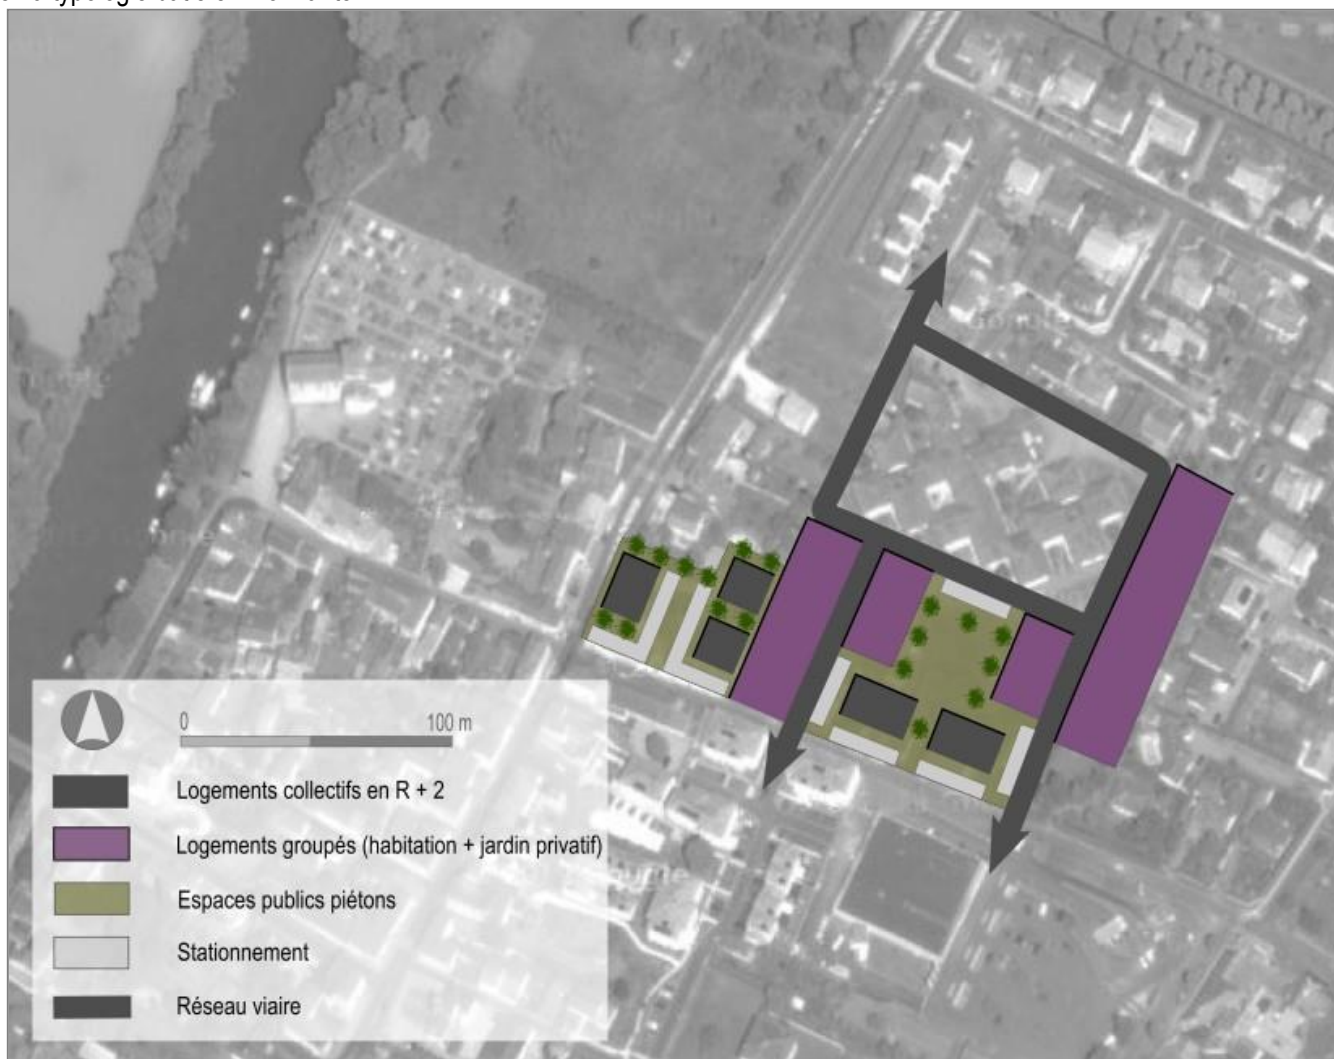 0 100 m
Logements collectifs en R + 2
Logements groupés (habitation + jardin privatif)
Espaces publics piétons
Stationnement
Réseau viaire